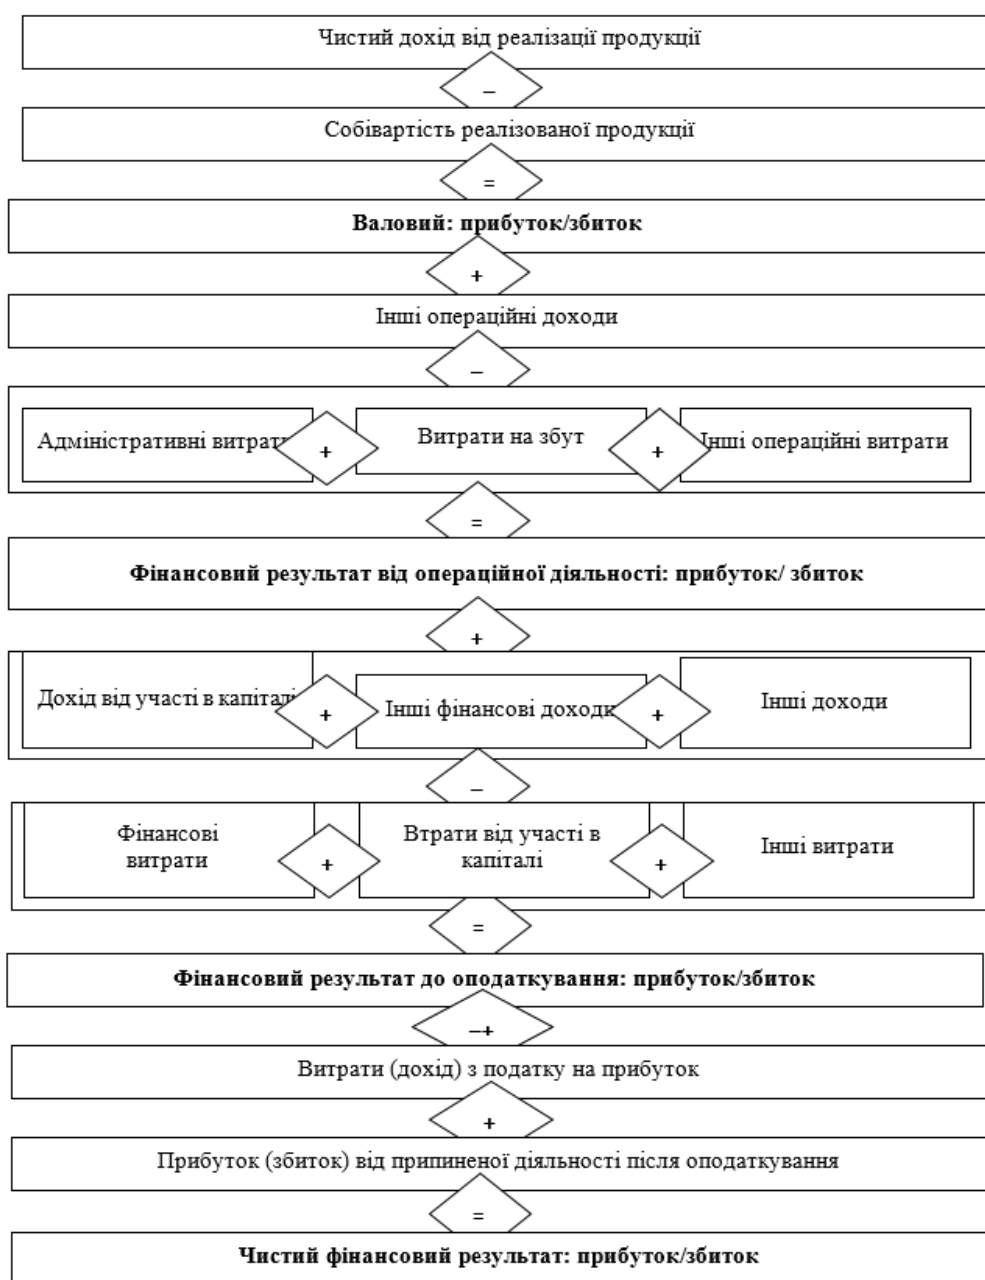 Чистий дохід від реалізації продукції
–
Собівартість реалізованої продукції
=
Валовий: прибуток/збиток
+
Інші операційні доходи
–
Адміністративні витрати + Витрати на збут + Інші операційні витрати
=
Фінансовий результат від операційної діяльності: прибуток/ збиток
+
Дохід від участі в капіталі + Інші фінансові доходи + Інші доходи
–
Фінансові
витрати
+
Втрати від участі в
капіталі
+
Інші витрати
=
Фінансовий результат до оподаткування: прибуток/збиток
–+
Витрати (дохід) з податку на прибуток
+
Прибуток (збиток) від припиненої діяльності після оподаткування
=
Чистий фінансовий результат: прибуток/збиток